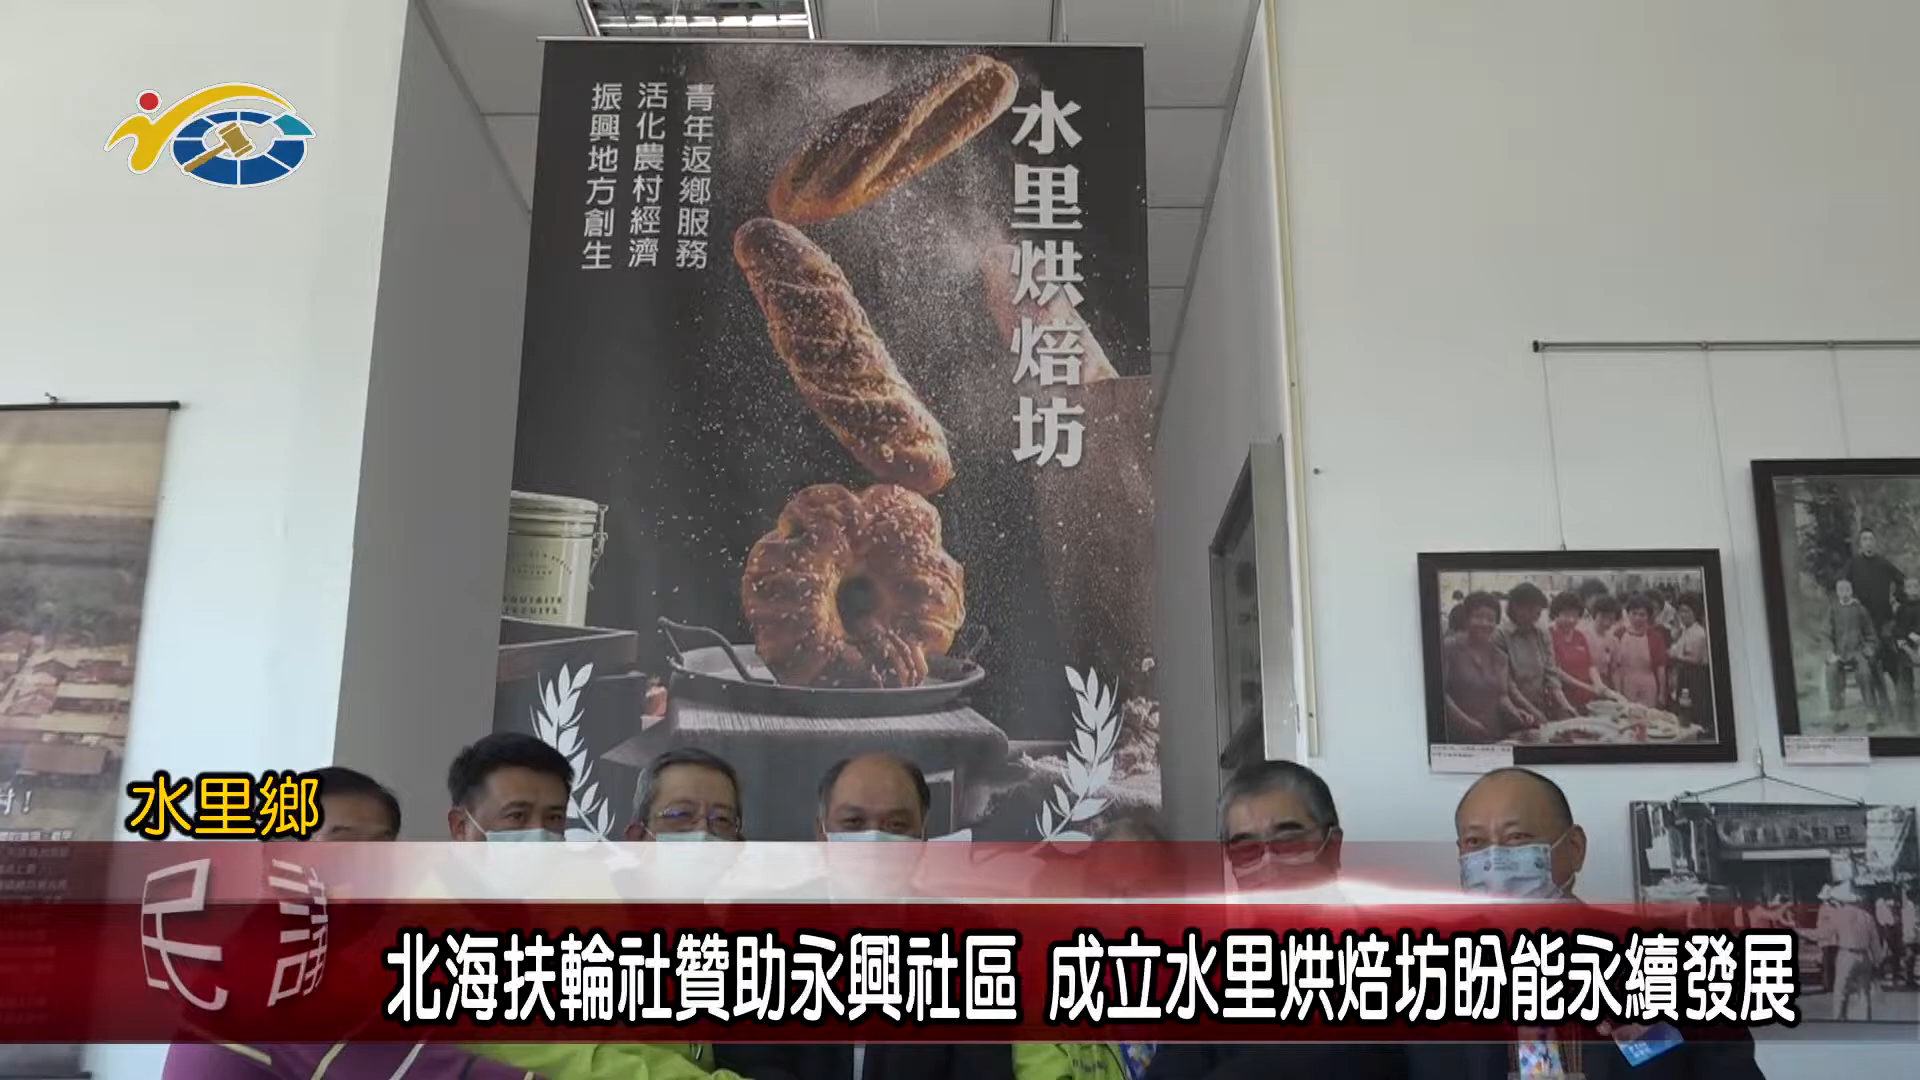 水里烘焙坊
青年返鄉服務
活化農村經濟
振興地方創生
水里鄉
民議
北海扶輪社贊助永興社區 成立水里烘焙坊盼能永續發展